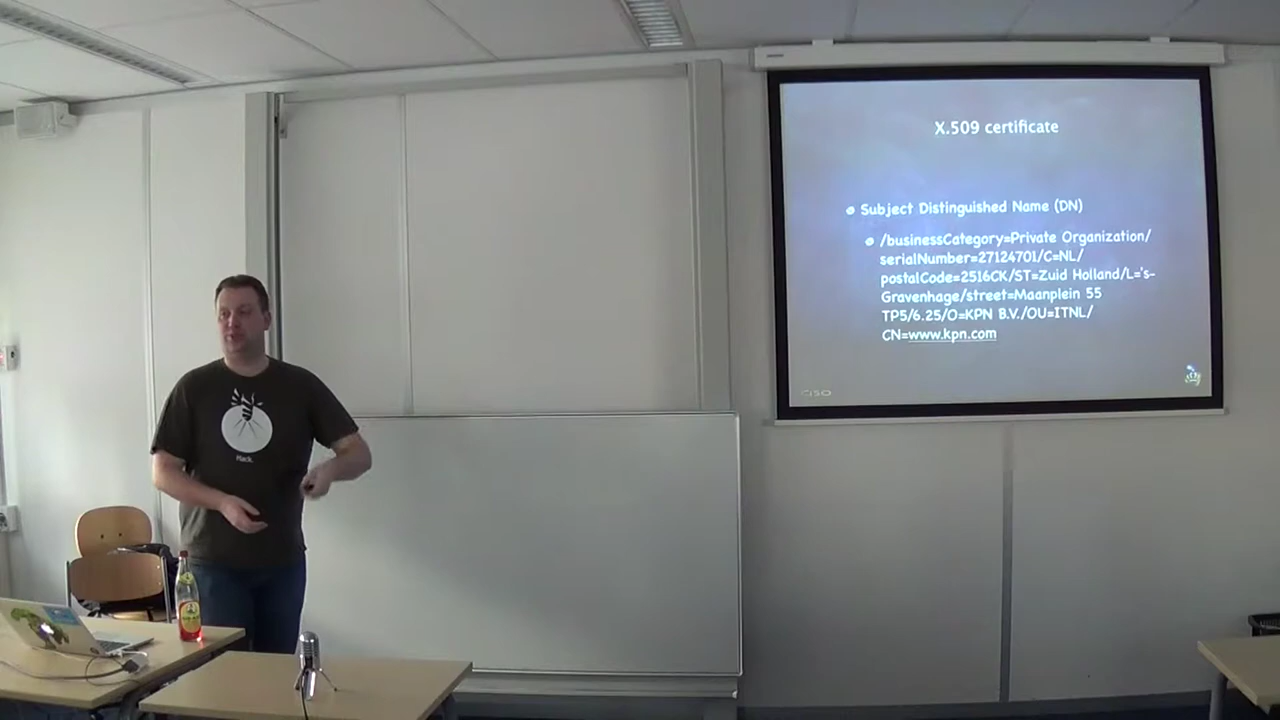 X.509 certificate
Subject Distinguished Name (DN)
/businessCategory=Private Organization/
serialNumber=27124701/C=NL/
postalCode=2516CK/ST=Zuid Holland/L='s-
Gravenhage/street=Maanplein 55
TP5/6.25/O=KPN B.V./OU=ITNL/
CN=www.kpn.com
Hack.